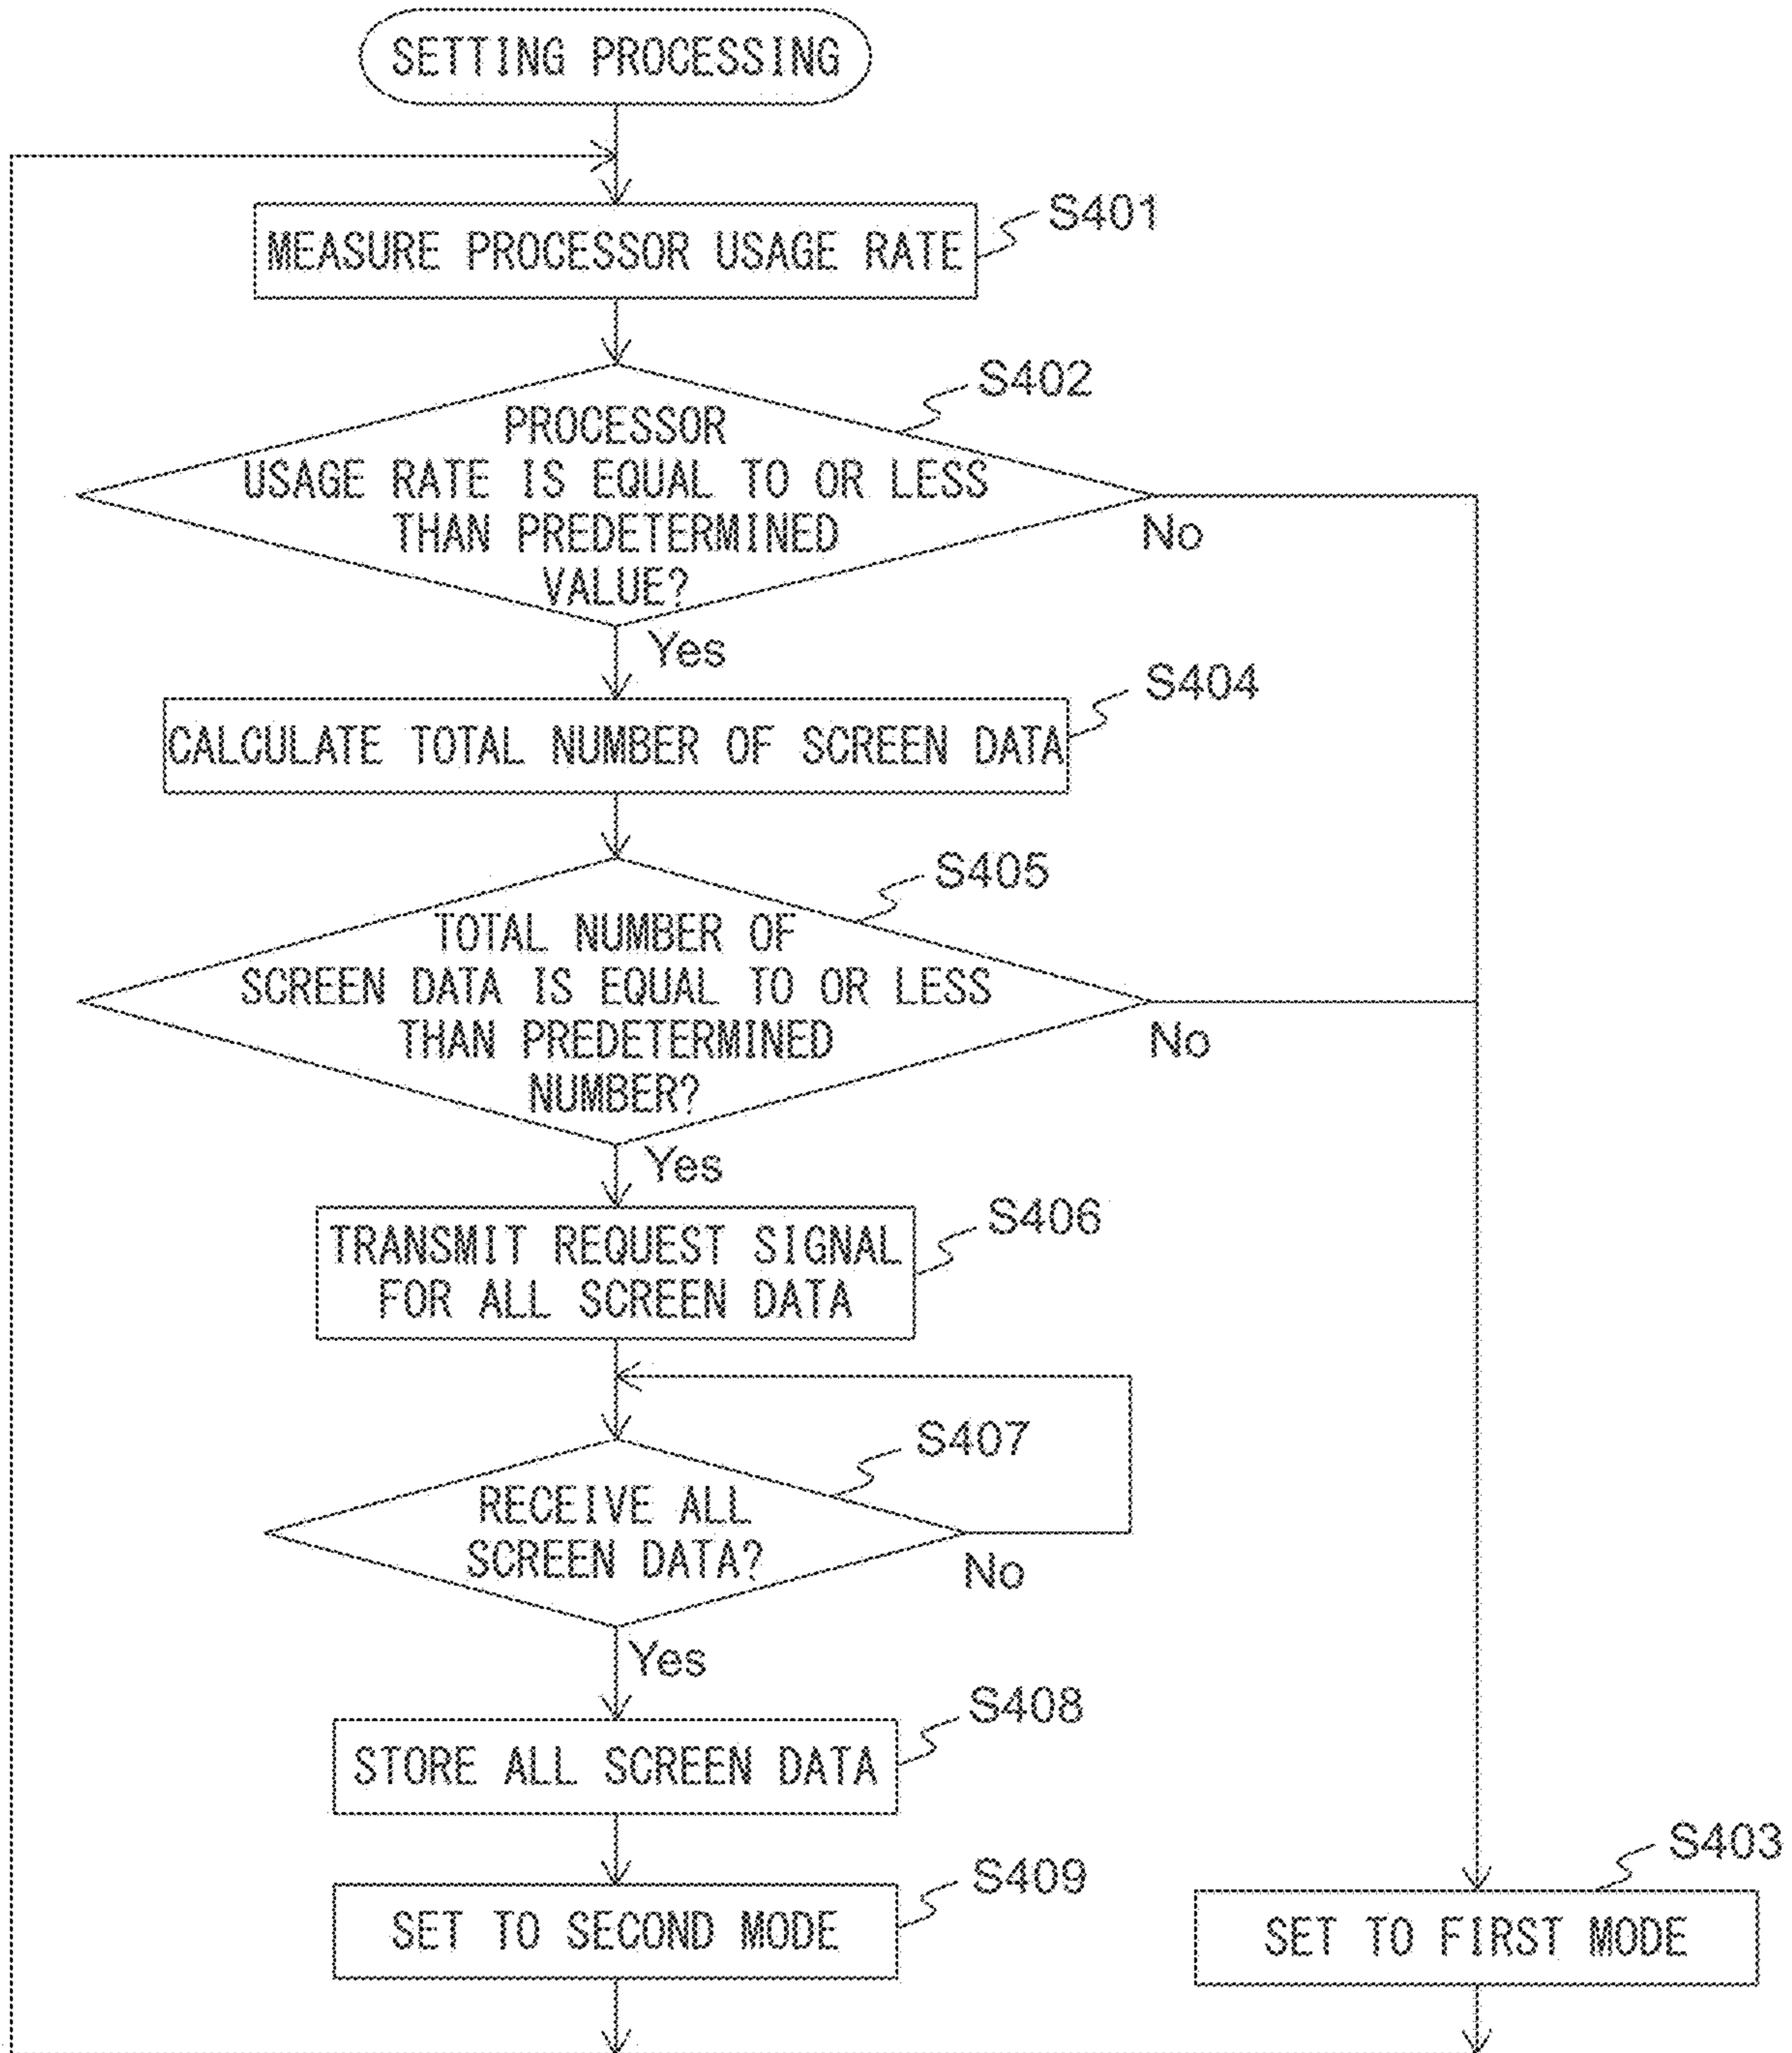 SETTING PROCESSING
MEASURE PROCESSOR USAGE RATE
S401
S402
PROCESSOR
USAGE RATE IS EQUAL TO OR LESS
THAN PREDETERMINED
VALUE?
No
Yes
S404
CALCULATE TOTAL NUMBER OF SCREEN DATA
S405
TOTAL NUMBER OF
SCREEN DATA IS EQUAL TO OR LESS
THAN PREDETERMINED
NUMBER?
No
Yes
S406
TRANSMIT REQUEST SIGNAL
FOR ALL SCREEN DATA
S407
RECEIVE ALL
SCREEN DATA?
No
Yes
S408
STORE ALL SCREEN DATA
S409
SET TO SECOND MODE
S403
SET TO FIRST MODE